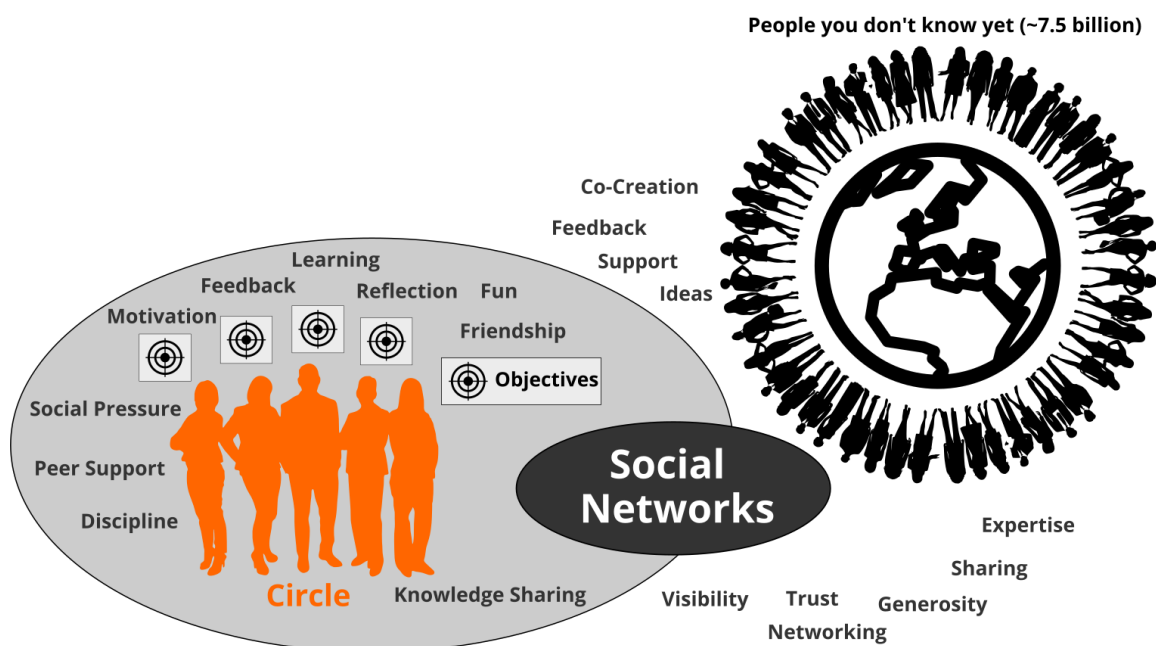 People you don't know yet (~7.5 billion)
Co-Creation
Feedback
Support
Ideas
Learning
Feedback
Reflection
Fun
Motivation
Friendship
Objectives
Social Pressure
Peer Support
Discipline
Circle
Knowledge Sharing
Social
Networks
Expertise
Sharing
Visibility
Trust
Generosity
Networking